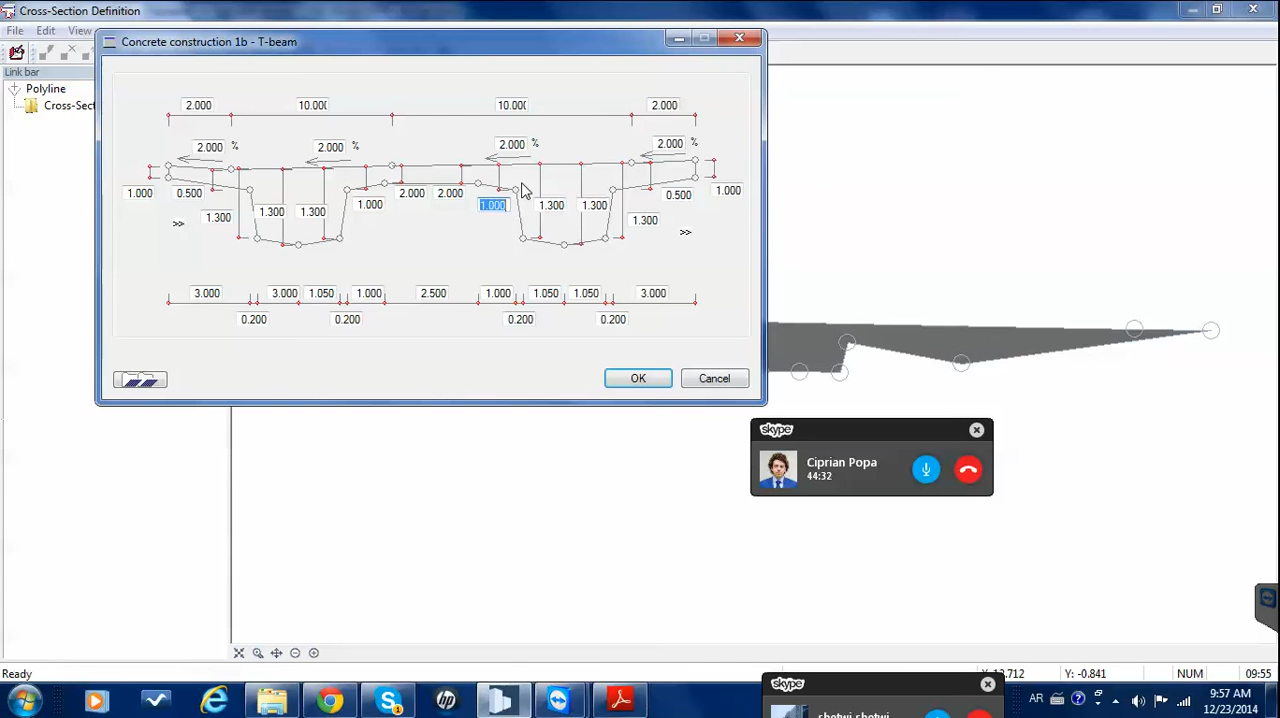 Cross-Section Definition
File Edit View
Link bar
Polyline
Cross-Secti
Concrete construction 1b - T-beam
2.000 10.000 10.000 2.000
2.000 % 2.000 % 2.000 % 2.000 %
1.000 0.500 1.000 2.000 2.000 1.000 0.500 1.000
1.300 1.300 1.300 1.300 1.300 1.300
>> >>
3.000 3.000 1.050 1.000 2.500 1.000 1.050 1.050 3.000
0.200 0.200 0.200 0.200
OK Cancel
skype
Ciprian Popa
44:32
Ready
Y: -0.841 NUM 09:55
skype
shotwi shotwi
AR
9:57 AM
12/23/2014